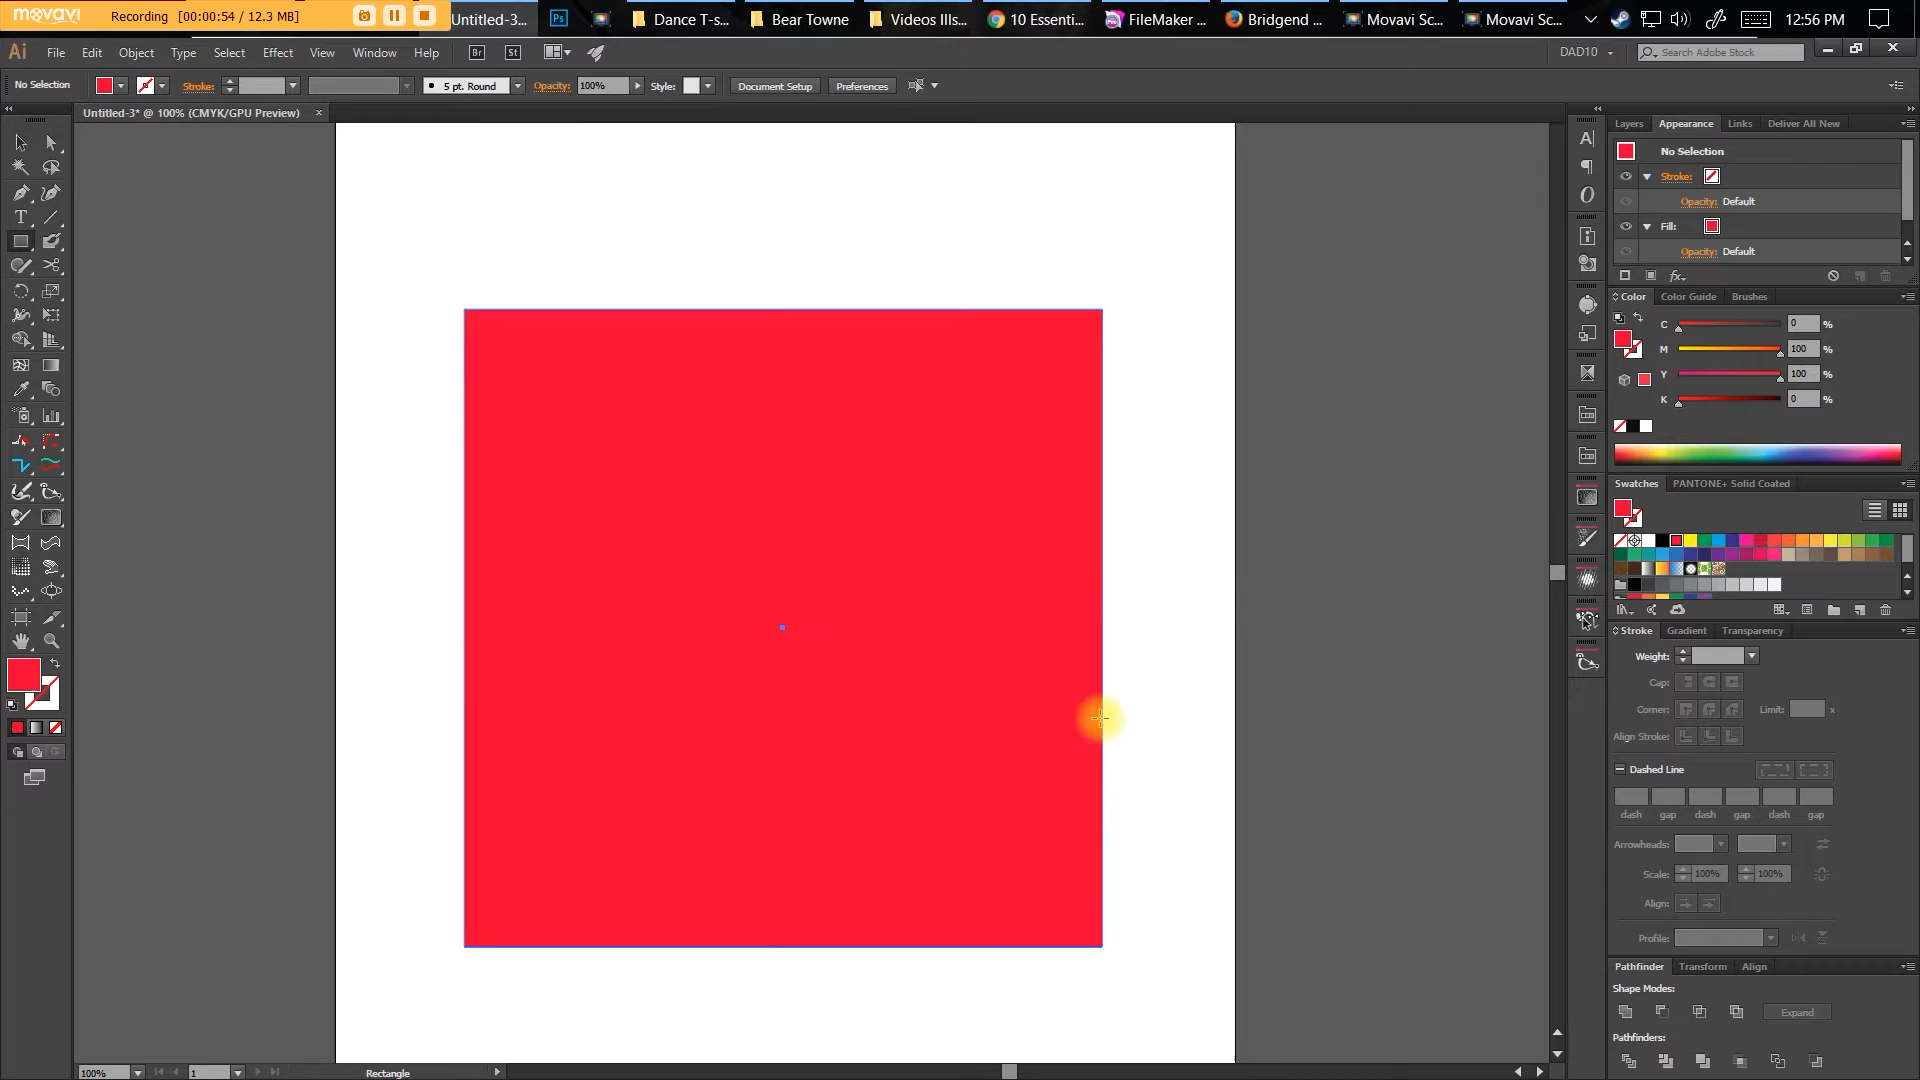 movavi Recording [00:00:54 / 12.3 MB] Untitled-3... Ps Dance T-s... Bear Towne Videos Ills... 10 Essenti... FileMaker ... Bridgend ... Movavi Sc... Movavi Sc... 12:56 PM
Ai File Edit Object Type Select Effect View Window Help Br St DAD10 Search Adobe Stock
No Selection Stroke: 5 pt. Round Opacity: 100% Style: Document Setup Preferences
Untitled-3* @ 100% (CMYK/GPU Preview)
Layers Appearance Links Deliver All New
No Selection
Stroke:
Opacity: Default
Fill:
Opacity: Default
fx
Color Color Guide Brushes
C 0 %
M 100 %
Y 100 %
K 0 %
Swatches PANTONE+ Solid Coated
Stroke Gradient Transparency
Weight:
Cap:
Corner: Limit: x
Align Stroke:
Dashed Line
dash gap dash gap dash gap
Arrowheads:
Scale: 100% 100%
Align:
Profile:
Pathfinder Transform Align
Shape Modes:
Expand
Pathfinders:
100% 1 Rectangle